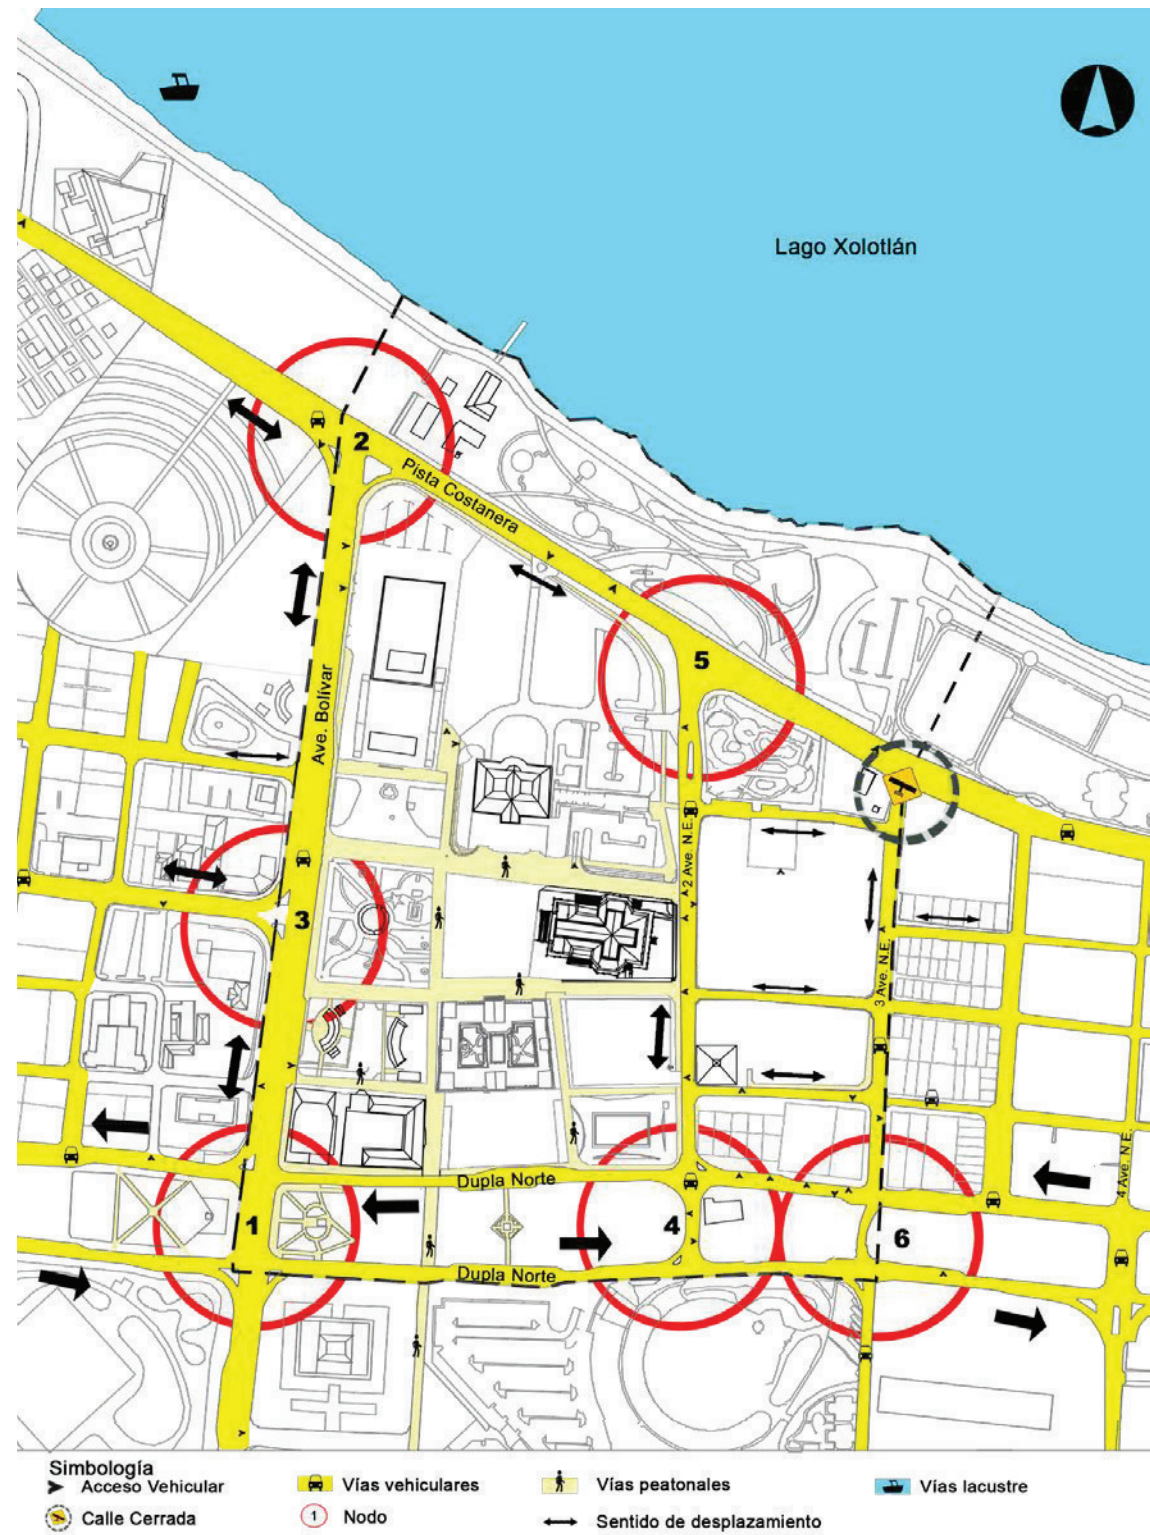 Lago Xolotlán
2
Pista Costanera
5
Ave. Bolívar
2 Ave. N.E.
3
3 Ave. N.E.
4 Ave. N.E.
Dupla Norte
1
4
6
Dupla Norte
Simbología
Acceso Vehicular
Vías vehiculares
Vías peatonales
Vías lacustre
Calle Cerrada
1
Nodo
Sentido de desplazamiento